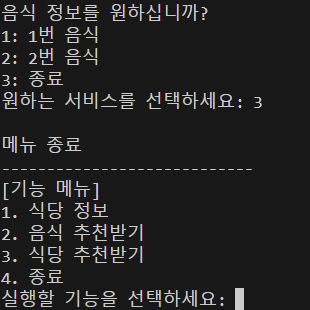 음식 정보를 원하십니까?
1: 1번 음식
2: 2번 음식
3: 종료
원하는 서비스를 선택하세요: 3
메뉴 종료
----------------------------
[기능 메뉴]
1. 식당 정보
2. 음식 추천받기
3. 식당 추천받기
4. 종료
실행할 기능을 선택하세요: